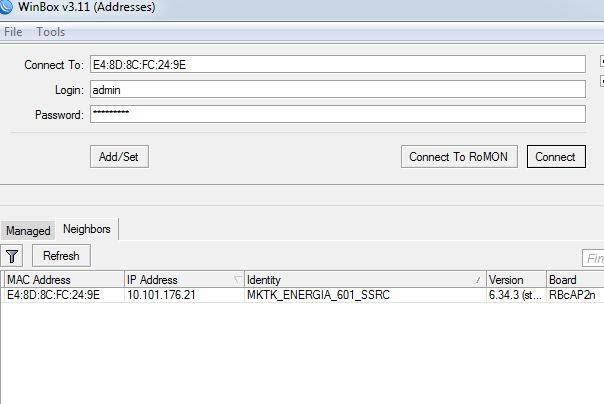 WinBox v3.11 (Addresses)
File Tools
Connect To: E4:8D:8C:FC:24:9E
Login: admin
Password: *********
Add/Set Connect To RoMON Connect
Managed Neighbors
Refresh Fin
MAC Address IP Address Identity Version Board
E4:8D:8C:FC:24:9E 10.101.176.21 MKTK_ENERGIA_601_SSRC 6.34.3 (st... RBcAP2n